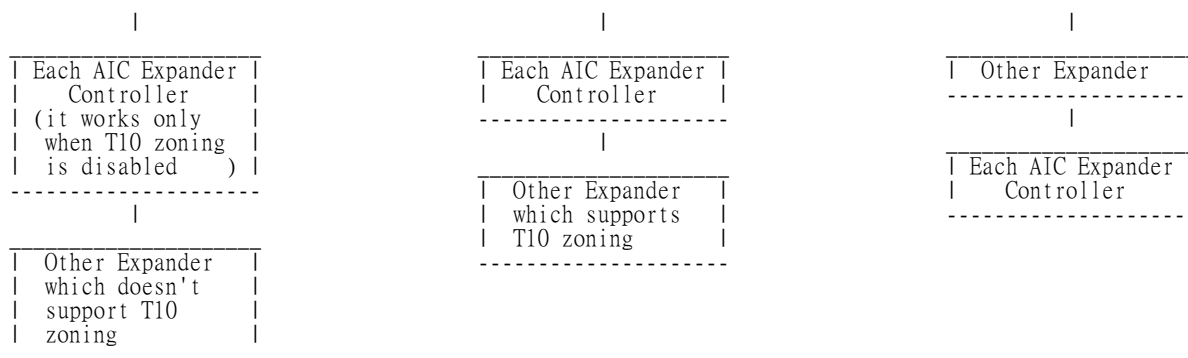 Each AIC Expander
Controller
(it works only
when T10 zoning
is disabled )
Other Expander
which doesn't
support T10
zoning
Each AIC Expander
Controller
Other Expander
which supports
T10 zoning
Other Expander
Each AIC Expander
Controller